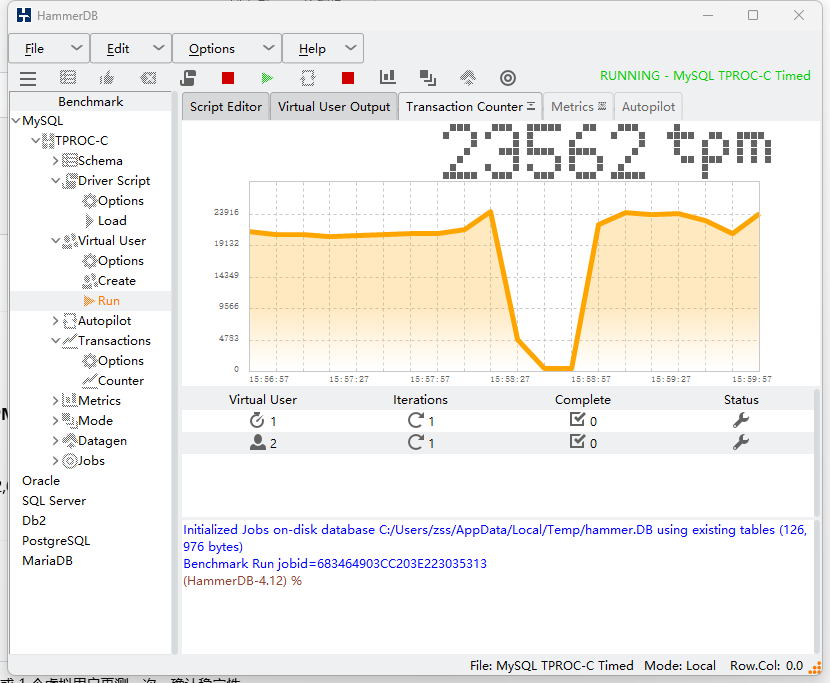 HammerDB
File Edit Options Help
RUNNING - MySQL TPROC-C Timed
Benchmark
MySQL
TPROC-C
Schema
Driver Script
Options
Load
Virtual User
Options
Create
Run
Autopilot
Transactions
Options
Counter
Metrics
Mode
Datagen
Jobs
Oracle
SQL Server
Db2
PostgreSQL
MariaDB
Script Editor Virtual User Output Transaction Counter Metrics Autopilot
23562 tpm
23916
19132
14349
9566
4783
0
15:56:57 15:57:27 15:57:57 15:58:27 15:58:57 15:59:27 15:59:57
Virtual User Iterations Complete Status
1 1 0
2 1 0
Initialized Jobs on-disk database C:/Users/zss/AppData/Local/Temp/hammer.DB using existing tables (126,
976 bytes)
Benchmark Run jobid=683464903CC203E223035313
(HammerDB-4.12) %
File: MySQL TPROC-C Timed Mode: Local Row.Col: 0.0